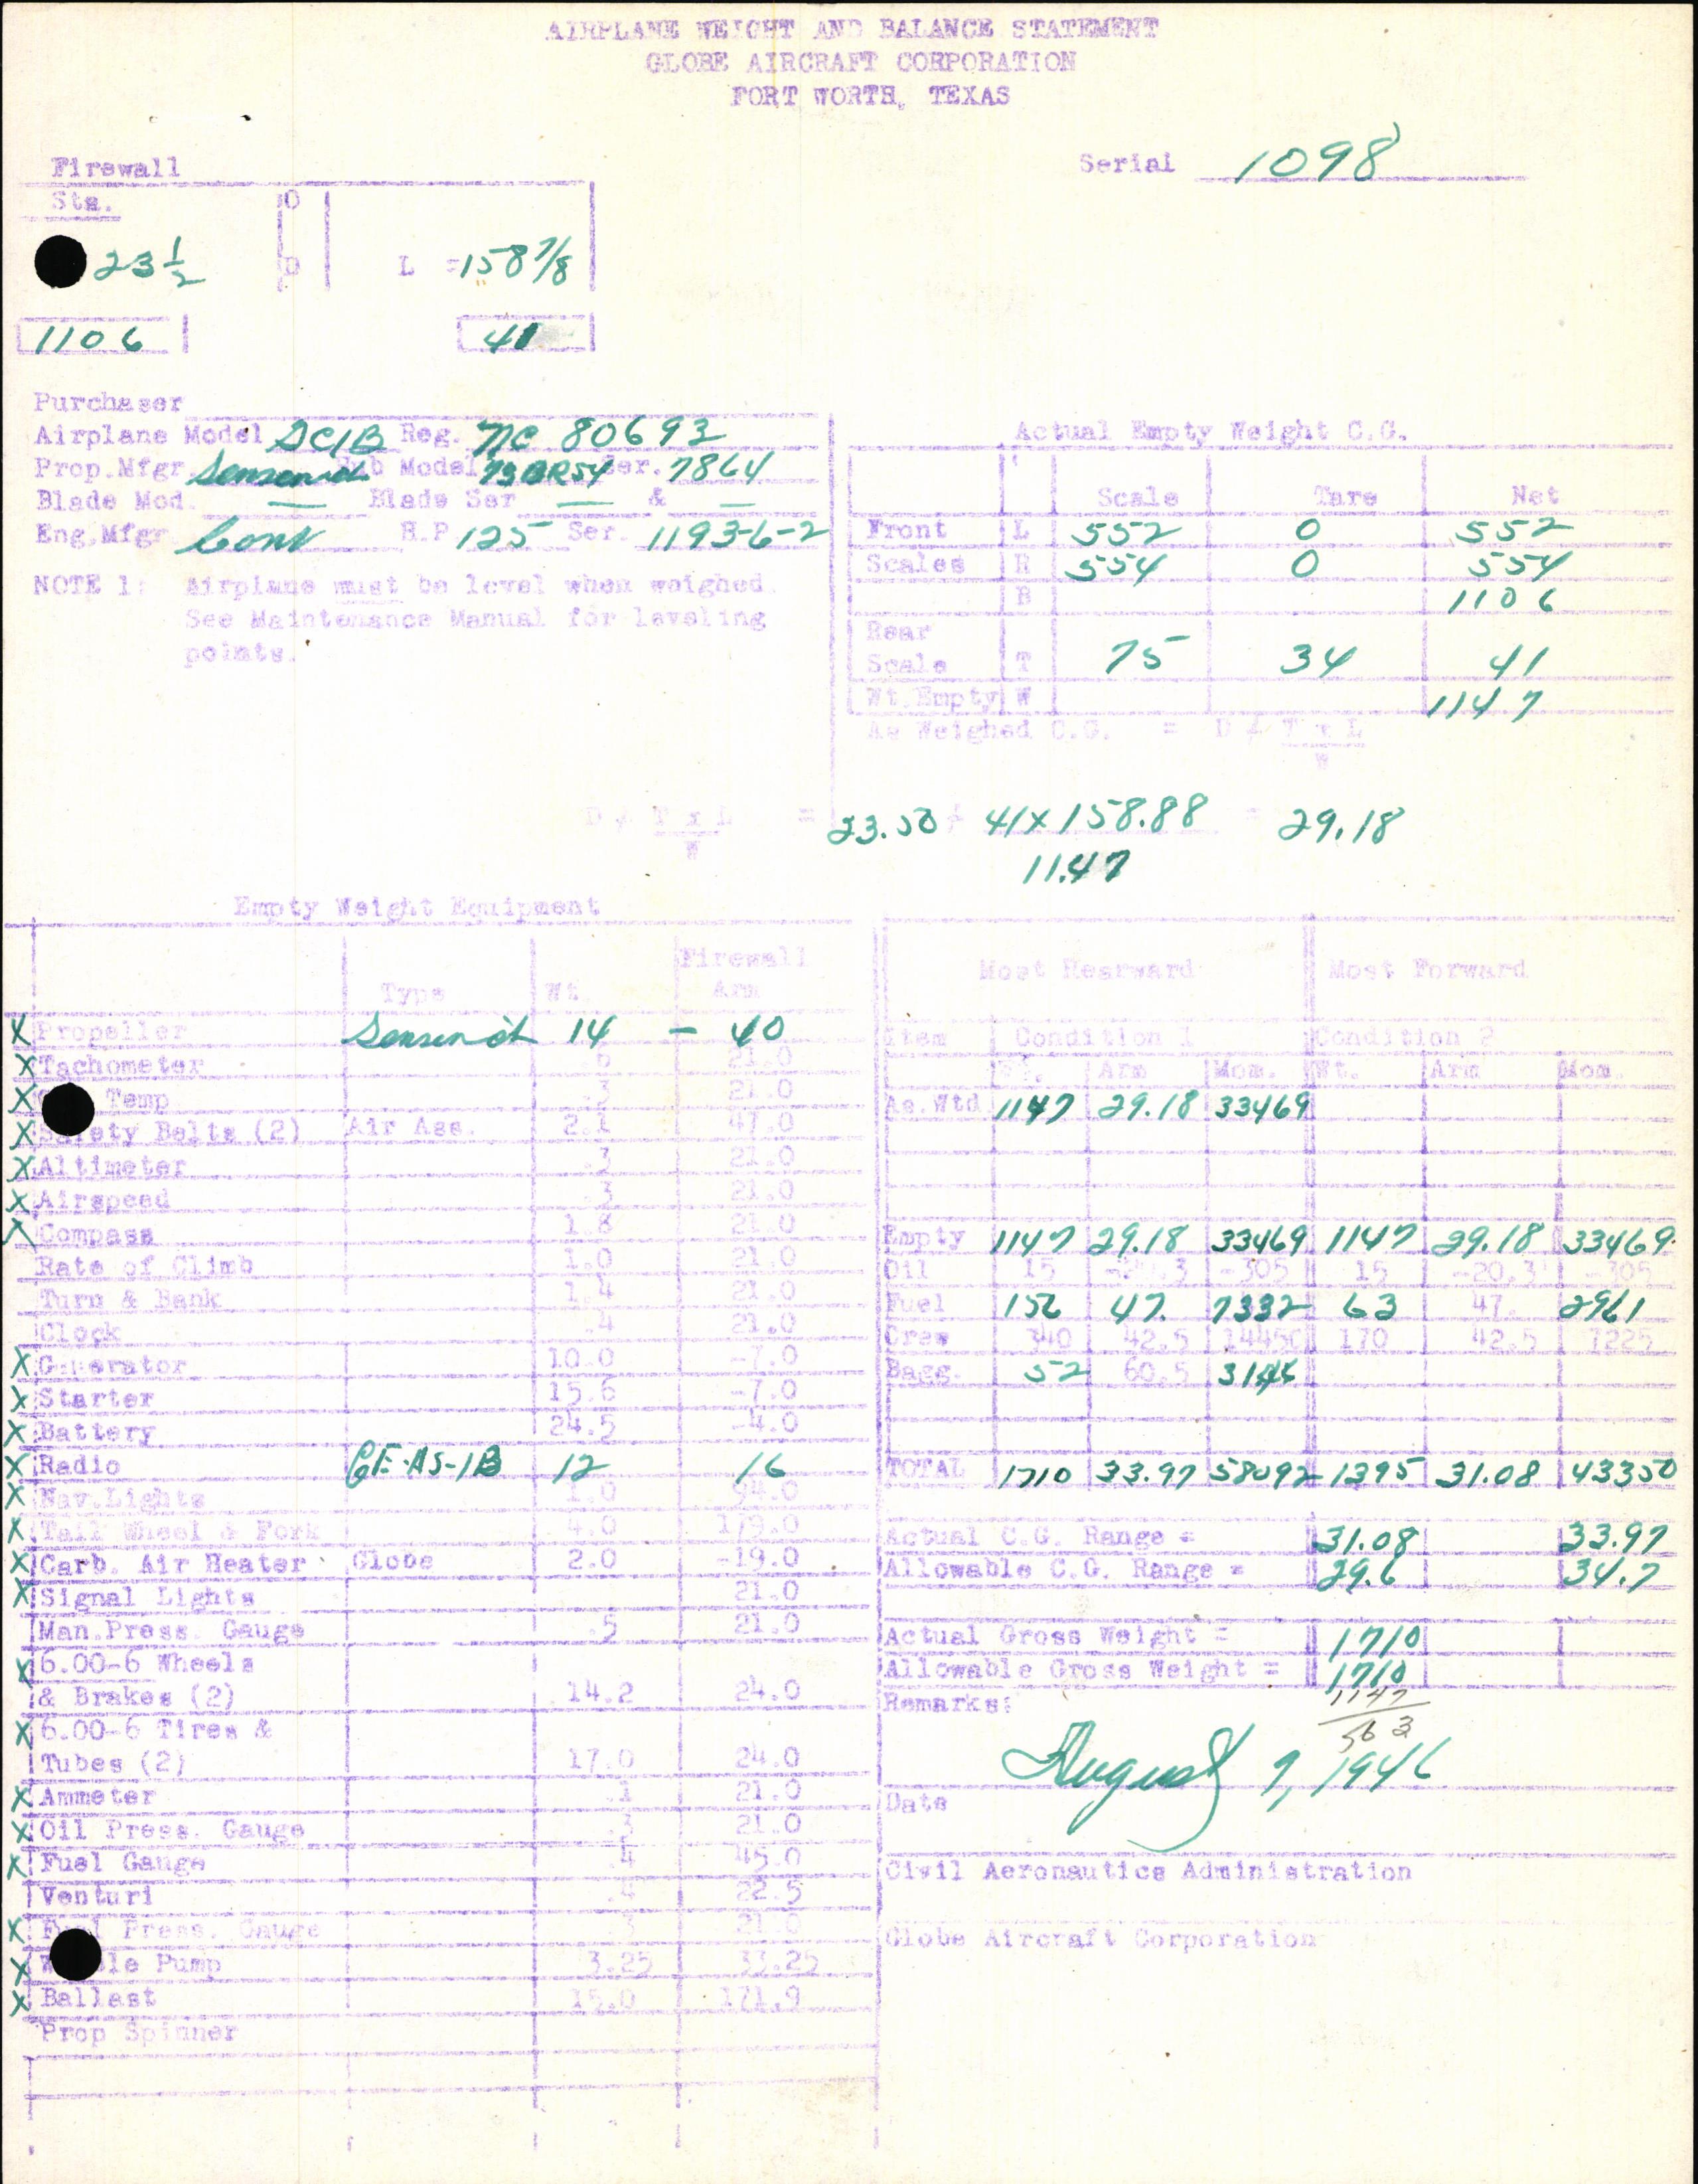 AIRPLANE WEIGHT AND BALANCE STATEMENT
GLOBE AIRCRAFT CORPORATION
FORT WORTH, TEXAS
Serial 1098
Firewall
Sta. O
23 1/2 D L = 158 7/8
1106 41
Purchaser
Airplane Model GC1B Reg. NC 80693
Prop.Mfgr. Sensenich Hub Model 73BR54 Ser. 7864
Blade Mod. — Blade Ser — & —
Eng.Mfgr. Cont H.P 125 Ser. 11936-2
NOTE 1: Airplane must be level when weighed.
See Maintenance Manual for leveling
points.
Actual Empty Weight C.G.
Scale Tare Net
Front L 552 0 552
Scales R 554 0 554
B 1106
Rear
Scale T 75 34 41
Wt.Empty W 1147
As Weighed C.G. = D ≠ T x L
W
D ≠ T x L = 23.50 ≠ 41 x 158.88 = 29.18
W 1147
Empty Weight Equipment
Type Wt. Firewall Arm
X Propeller Sensenich 14 - 40
X Tachometer 21.0
X Temp .3 21.0
X Safety Belts (2) Air Ass. 2.1 47.0
X Altimeter .3 21.0
X Airspeed .3 21.0
X Compass 1.8 21.0
Rate of Climb 1.0 21.0
Turn & Bank 1.4 21.0
Clock .4 21.0
X Generator 10.0 -7.0
X Starter 15.6 -7.0
X Battery 24.5 -4.0
X Radio GE-AS-1B 12 16
X Nav.Lights 1.0 94.0
X Tail Wheel & Fork 4.0 179.0
X Carb. Air Heater Globe 2.0 -19.0
X Signal Lights 21.0
Man.Press. Gauge .5 21.0
X 6.00-6 Wheels
& Brakes (2) 14.2 24.0
X 6.00-6 Tires &
Tubes (2) 17.0 24.0
X Ammeter .1 21.0
X Oil Press. Gauge .3 21.0
X Fuel Gauge .4 45.0
Venturi .4 22.5
X Fuel Press. Gauge 21.0
X Wobble Pump 3.25 33.25
X Ballast 15.0 171.9
Prop Spinner
Most Rearward Most Forward
Item Condition 1 Condition 2
Wt. Arm Mom. Wt. Arm Mom.
As.Wtd 1147 29.18 33469
Empty 1147 29.18 33469 1147 29.18 33469
Oil 15 -20.3 -305 15 -20.3 -305
Fuel 156 47. 7332 63 47. 2961
Crew 340 42.5 14450 170 42.5 7225
Bagg. 52 60.5 3146
TOTAL 1710 33.97 58092 1395 31.08 43350
Actual C.G. Range = 31.08 33.97
Allowable C.G. Range = 29.6 34.7
Actual Gross Weight = 1710
Allowable Gross Weight = 1710
1147
563
Remarks:
August 7, 1946
Date
Civil Aeronautics Administration
Globe Aircraft Corporation